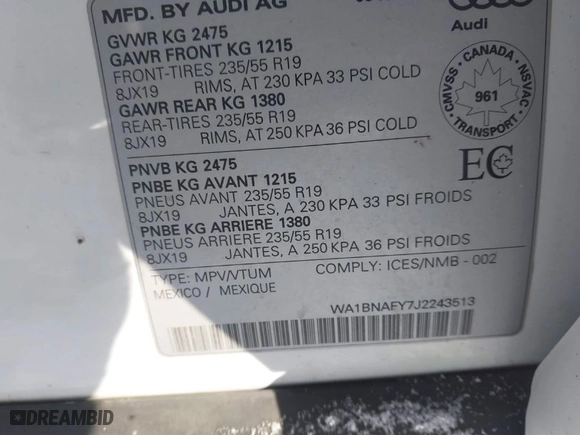 MFD. BY AUDI AG
Audi
GVWR KG 2475
GAWR FRONT KG 1215
FRONT-TIRES 235/55 R19
8JX19 RIMS, AT 230 KPA 33 PSI COLD
GAWR REAR KG 1380
REAR-TIRES 235/55 R19
8JX19 RIMS, AT 250 KPA 36 PSI COLD
CMVSS - CANADA - NSVAC
961
TRANSPORT
PNVB KG 2475
PNBE KG AVANT 1215
PNEUS AVANT 235/55 R19
8JX19 JANTES, A 230 KPA 33 PSI FROIDS
PNBE KG ARRIERE 1380
PNEUS ARRIERE 235/55 R19
8JX19 JANTES, A 250 KPA 36 PSI FROIDS
EC
TYPE: MPV/VTUM COMPLY: ICES/NMB - 002
MEXICO / MEXIQUE
WA1BNAFY7J2243513
DREAMBID